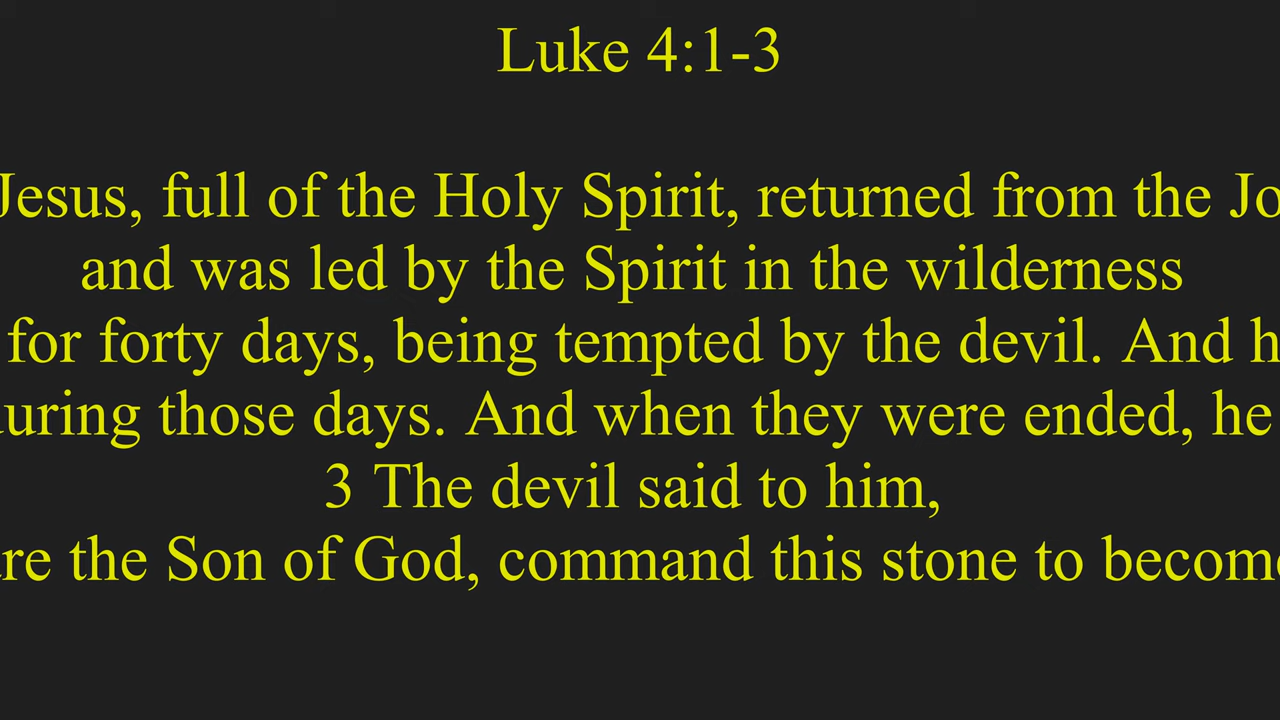 Luke 4:1-3
Jesus, full of the Holy Spirit, returned from the Jo
and was led by the Spirit in the wilderness
for forty days, being tempted by the devil. And h
uring those days. And when they were ended, he
3 The devil said to him,
re the Son of God, command this stone to become